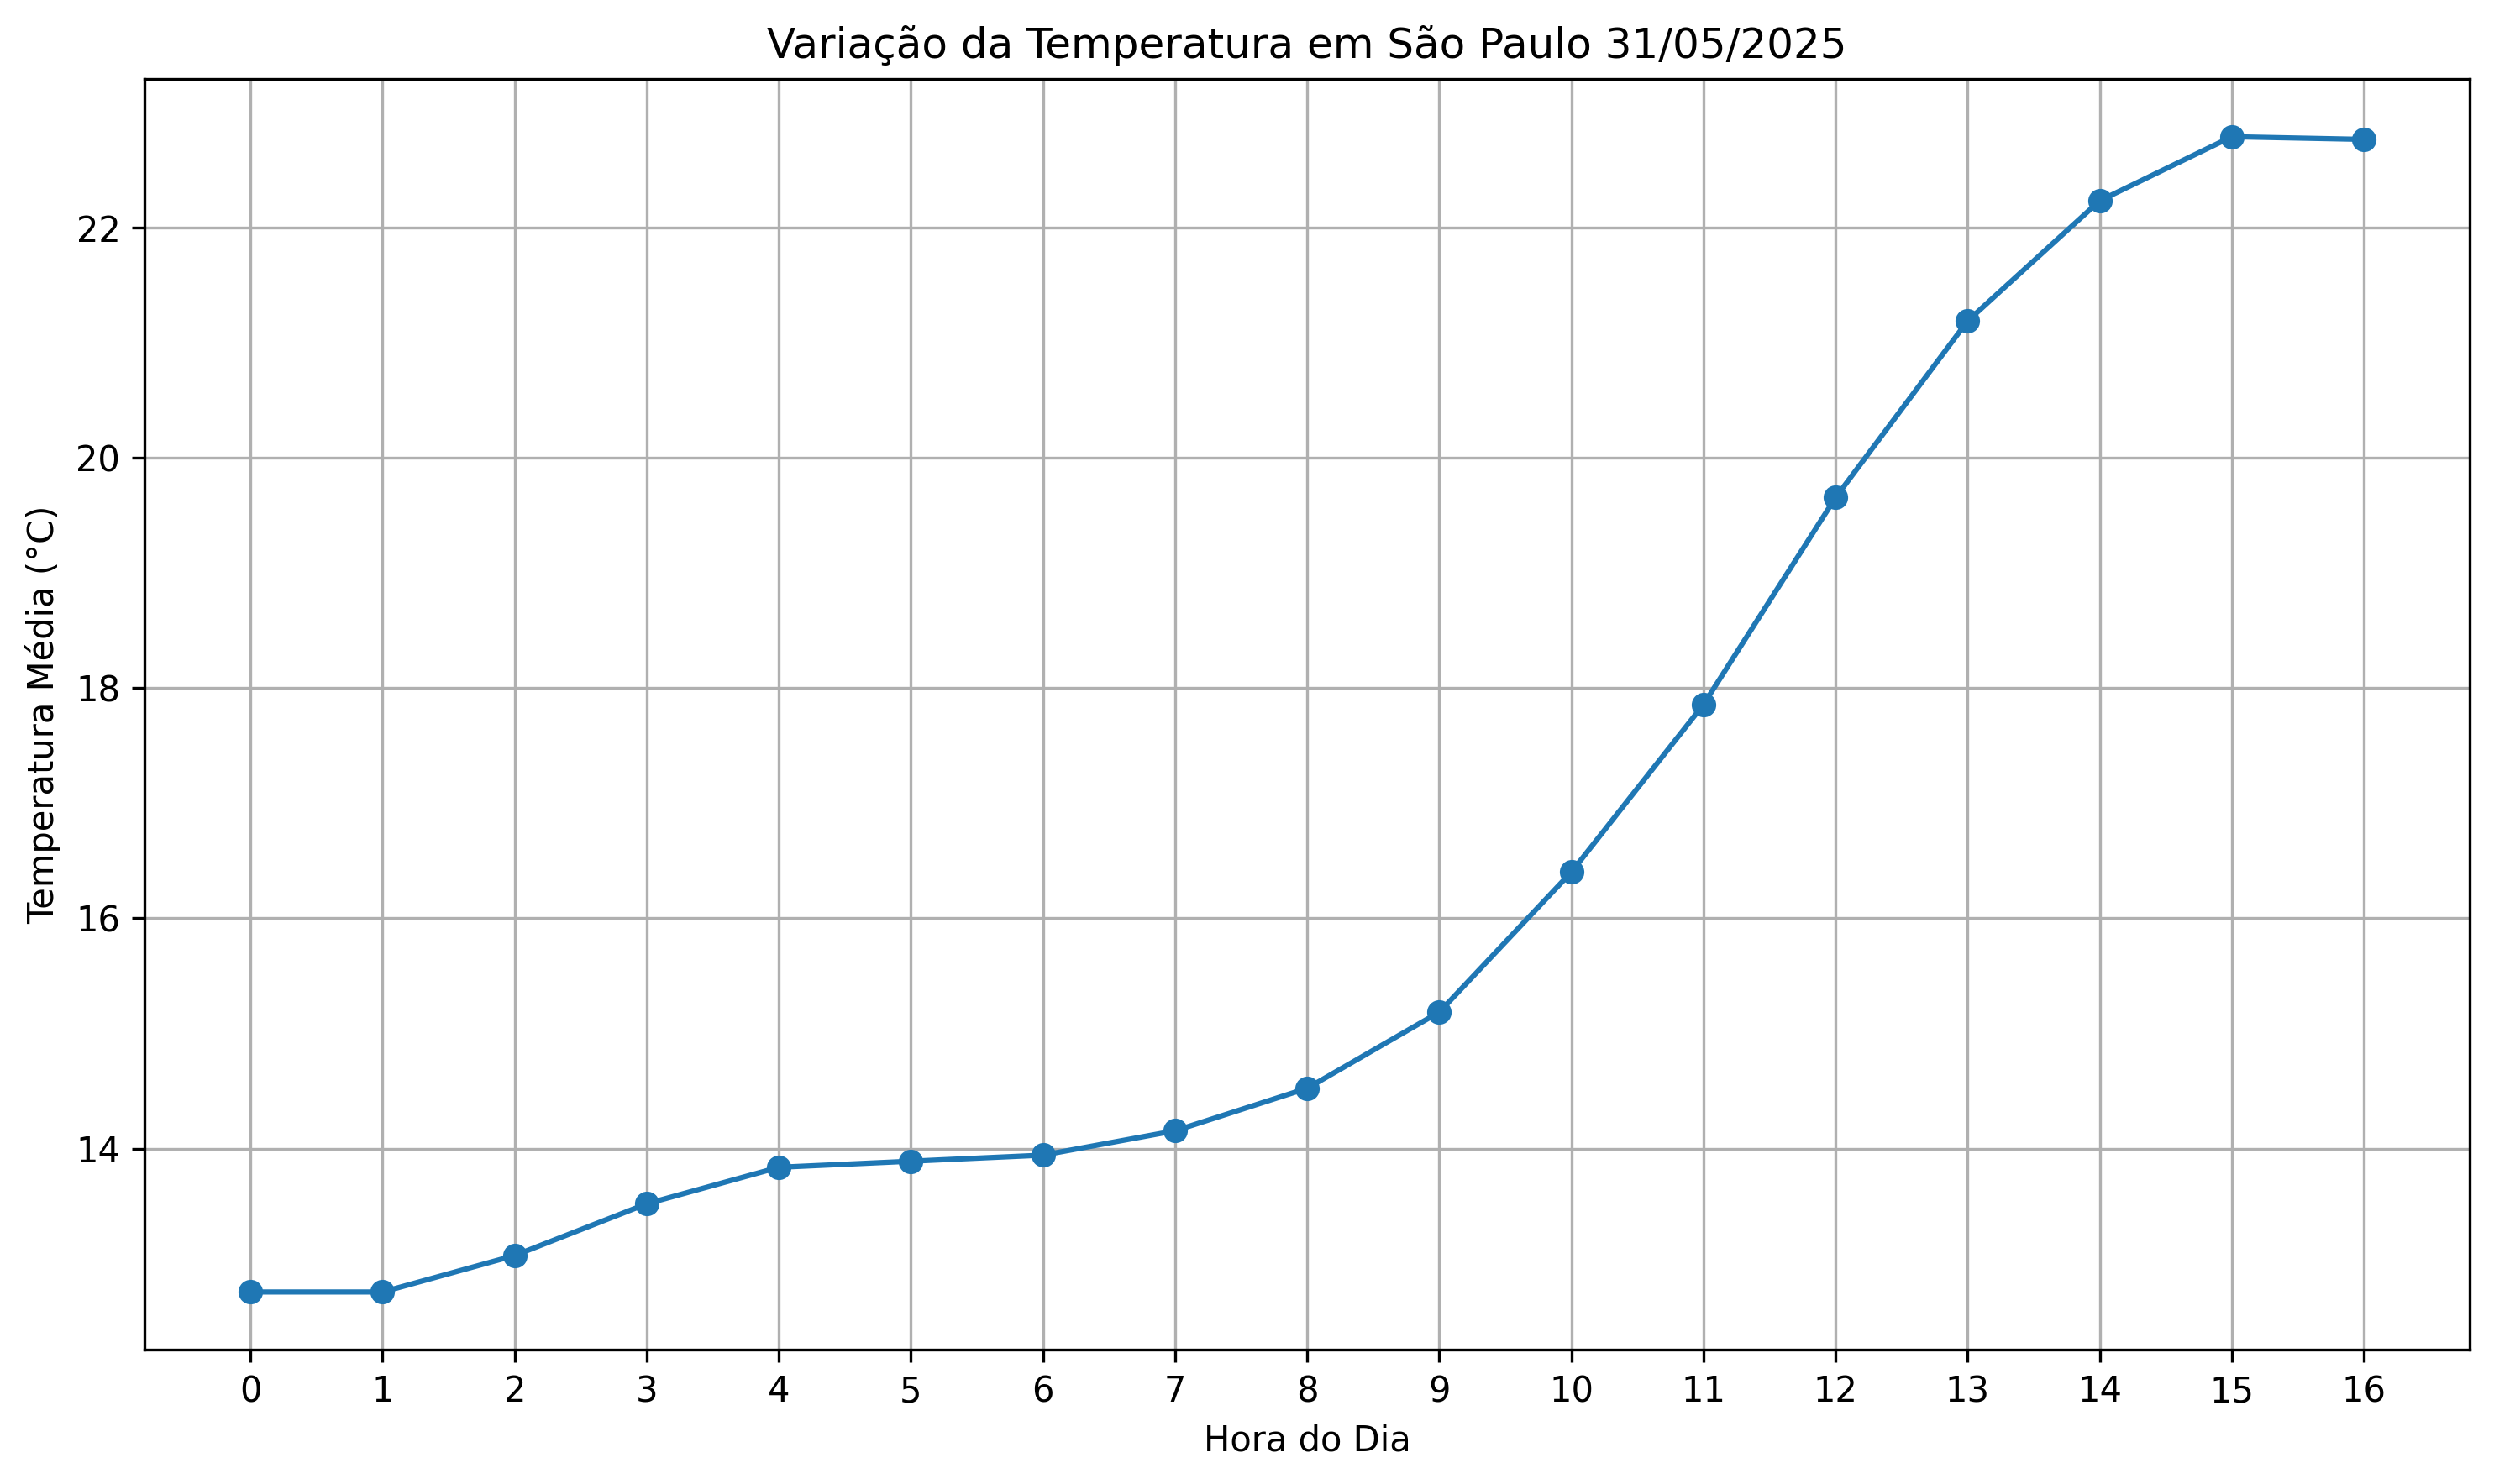 Variação da Temperatura em São Paulo 31/05/2025
Temperatura Média (°C)
22
20
18
16
14
0 1 2 3 4 5 6 7 8 9 10 11 12 13 14 15 16
Hora do Dia